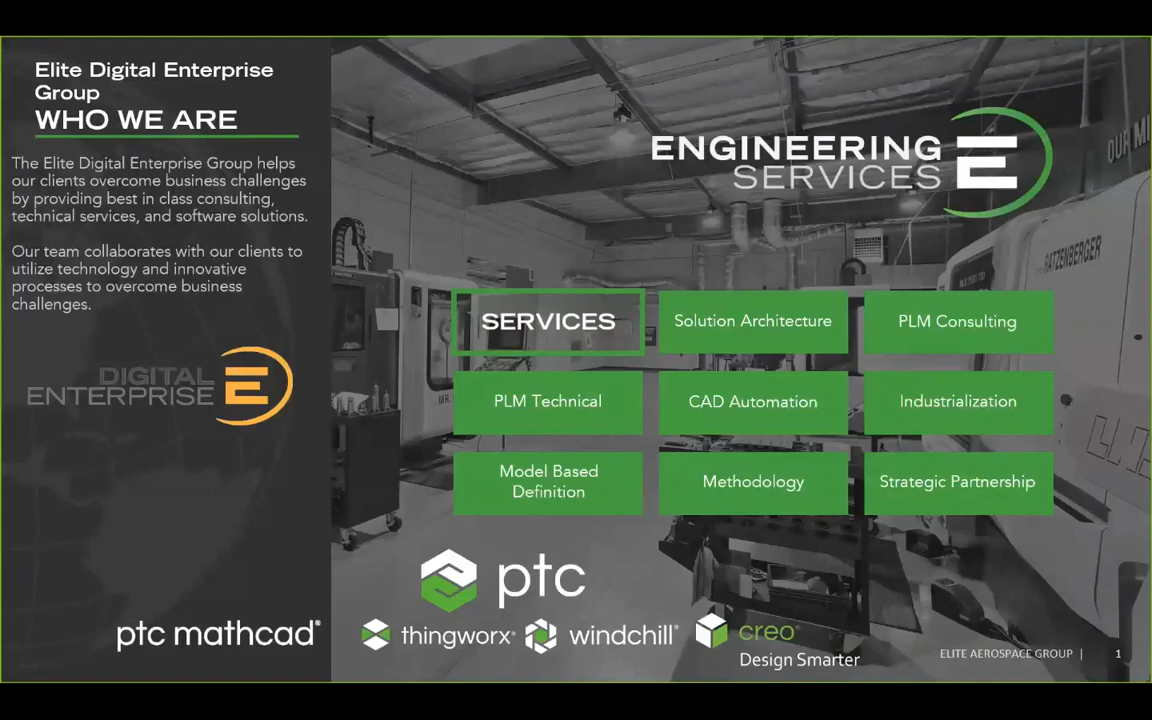 Elite Digital Enterprise
Group
WHO WE ARE
The Elite Digital Enterprise Group helps
our clients overcome business challenges
by providing best in class consulting,
technical services, and software solutions.
Our team collaborates with our clients to
utilize technology and innovative
processes to overcome business
challenges.
DIGITAL
ENTERPRISE E
ptc mathcad®
ENGINEERING
SERVICES E
OUR MI
RATZENBERGER
SERVICES
Solution Architecture
PLM Consulting
PLM Technical
CAD Automation
Industrialization
Model Based
Definition
Methodology
Strategic Partnership
MR.
ptc
thingworx®
windchill®
creo®
Design Smarter
ELITE AEROSPACE GROUP | 1